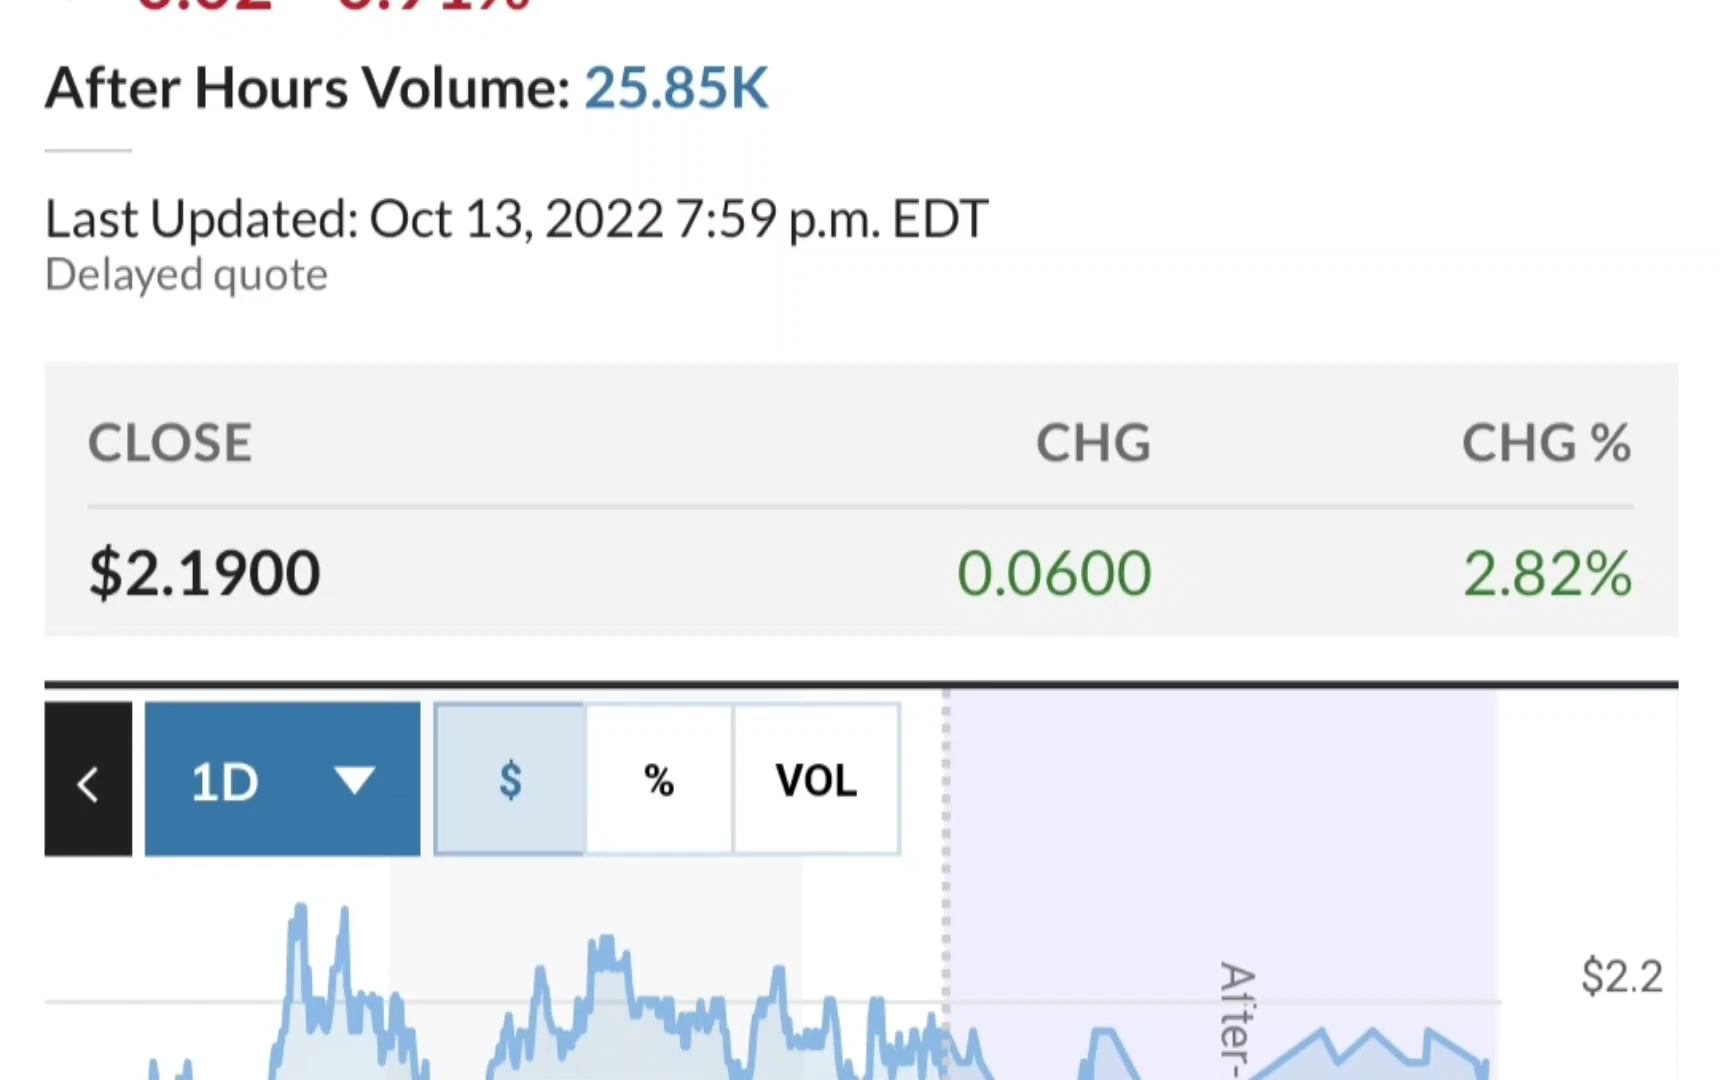 After Hours Volume: 25.85K
Last Updated: Oct 13, 2022 7:59 p.m. EDT
Delayed quote
CLOSE CHG CHG %
$2.1900 0.0600 2.82%
1D $ % VOL
$2.2
After-